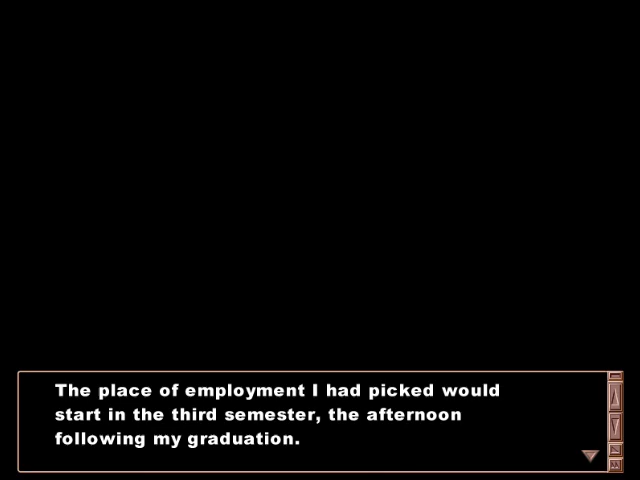 The place of employment I had picked would
start in the third semester, the afternoon
following my graduation.